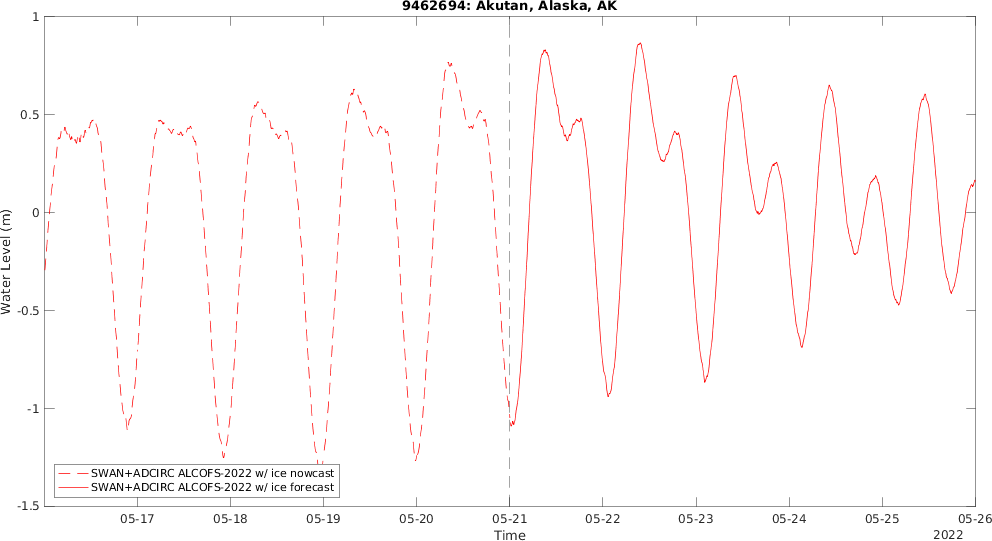 9462694: Akutan, Alaska, AK
1
0.5
0
-0.5
-1
-1.5
Water Level (m)
SWAN+ADCIRC ALCOFS-2022 w/ ice nowcast
SWAN+ADCIRC ALCOFS-2022 w/ ice forecast
05-17 05-18 05-19 05-20 05-21 05-22 05-23 05-24 05-25 05-26
Time
2022